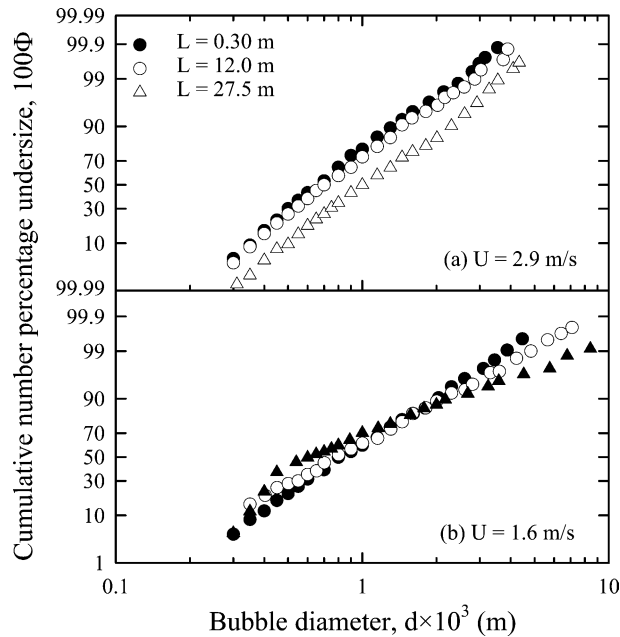 99.9
99
90
70
50
30
10
L = 0.30 m
L = 12.0 m
L = 27.5 m
(a) U = 2.9 m/s
99.99
99.9
99
90
70
50
30
10
1
(b) U = 1.6 m/s
0.1
1
10
Bubble diameter, d×10³ (m)
Cumulative number percentage undersize, 100Φ